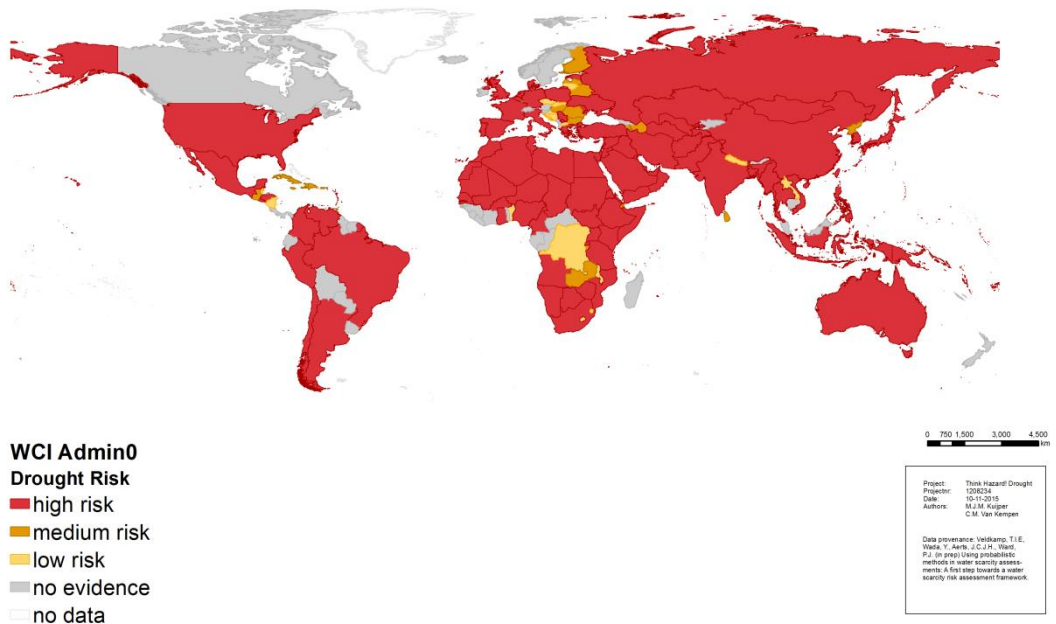 WCI Admin0
Drought Risk
high risk
medium risk
low risk
no evidence
no data
0 750 1,500 3,000 4,500
km
Project: Think Hazard! Drought
Projectnr: 1208234
Date: 10-11-2015
Authors: M.J.M. Kuijper
C.M. Van Kempen
Data provenance: Veldkamp, T.I.E,
Wada, Y., Aerts, J.C.J.H., Ward,
P.J. (in prep) Using probabilistic
methods in water scarcity assess-
ments: A first step towards a water
scarcity risk assessment framework.